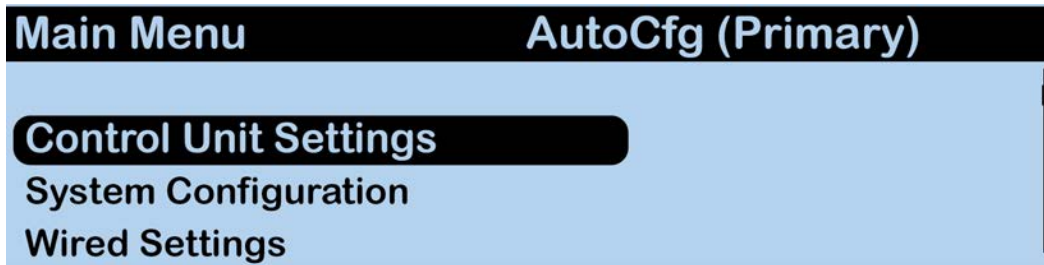 Main Menu AutoCfg (Primary)
Control Unit Settings
System Configuration
Wired Settings